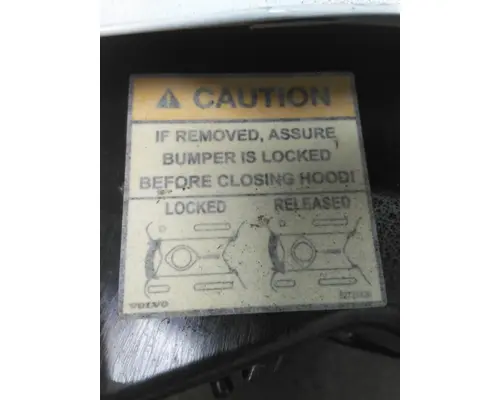 ⚠ CAUTION
IF REMOVED, ASSURE
BUMPER IS LOCKED
BEFORE CLOSING HOOD!
LOCKED RELEASED
VOLVO